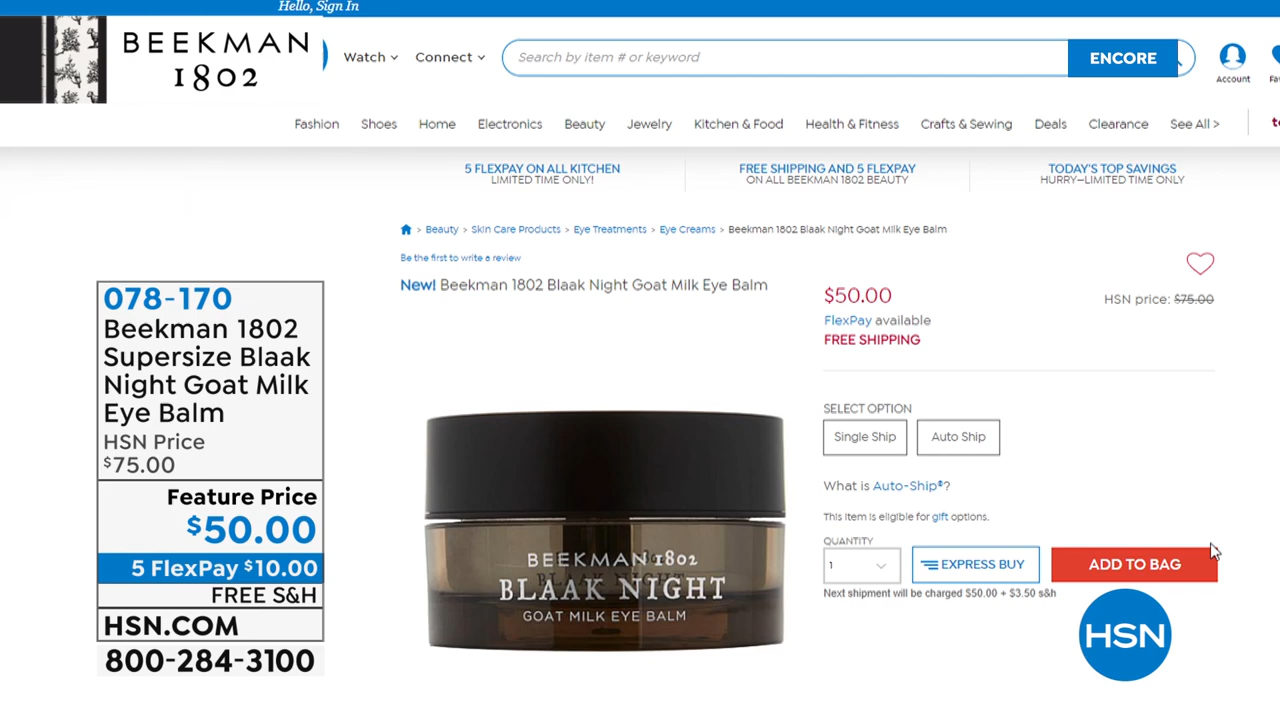 Hello, Sign In
BEEKMAN
1802
Watch
Connect
Search by item # or keyword
ENCORE
Account
Fashion
Shoes
Home
Electronics
Beauty
Jewelry
Kitchen & Food
Health & Fitness
Crafts & Sewing
Deals
Clearance
See All >
5 FLEXPAY ON ALL KITCHEN
LIMITED TIME ONLY!
FREE SHIPPING AND 5 FLEXPAY
ON ALL BEEKMAN 1802 BEAUTY
TODAY'S TOP SAVINGS
HURRY—LIMITED TIME ONLY
> Beauty > Skin Care Products > Eye Treatments > Eye Creams > Beekman 1802 Blaak Night Goat Milk Eye Balm
Be the first to write a review
New! Beekman 1802 Blaak Night Goat Milk Eye Balm
$50.00
HSN price: $75.00
FlexPay available
FREE SHIPPING
SELECT OPTION
Single Ship
Auto Ship
What is Auto-Ship®?
This item is eligible for gift options.
QUANTITY
1
EXPRESS BUY
ADD TO BAG
Next shipment will be charged $50.00 + $3.50 s&h
HSN
BEEKMAN 1802
BLAAK NIGHT
GOAT MILK EYE BALM
078-170
Beekman 1802
Supersize Blaak
Night Goat Milk
Eye Balm
HSN Price
$75.00
Feature Price
$50.00
5 FlexPay $10.00
FREE S&H
HSN.COM
800-284-3100